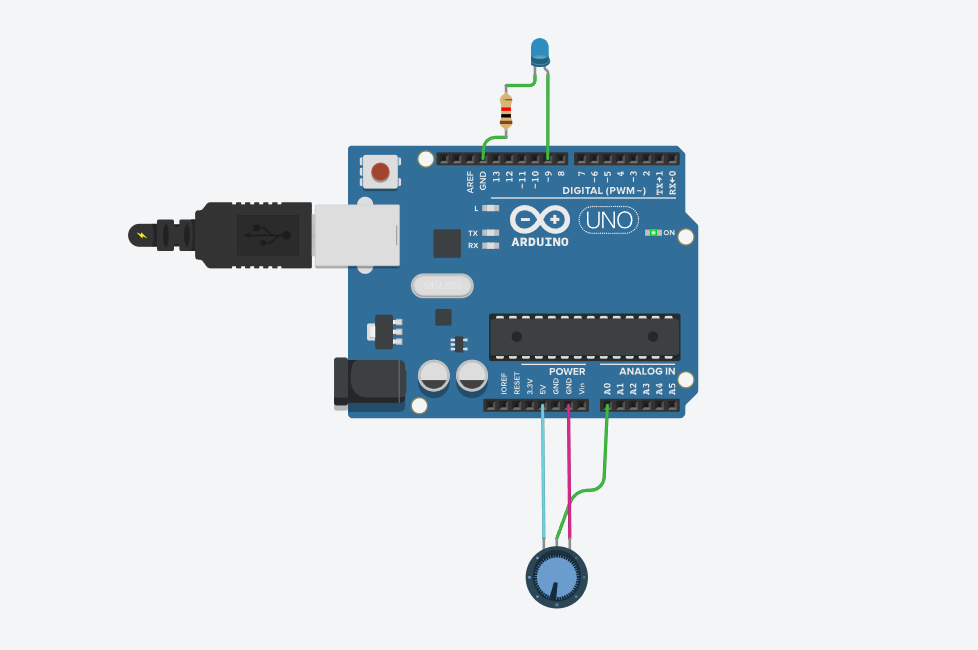 AREF
GND
13
12
~11
~10
~9
8
7
~6
~5
4
~3
2
TX→1
RX←0
DIGITAL (PWM~)
L
TX
RX
ARDUINO
UNO
ON
POWER
ANALOG IN
IOREF
RESET
3.3V
5V
GND
GND
Vin
A0
A1
A2
A3
A4
A5